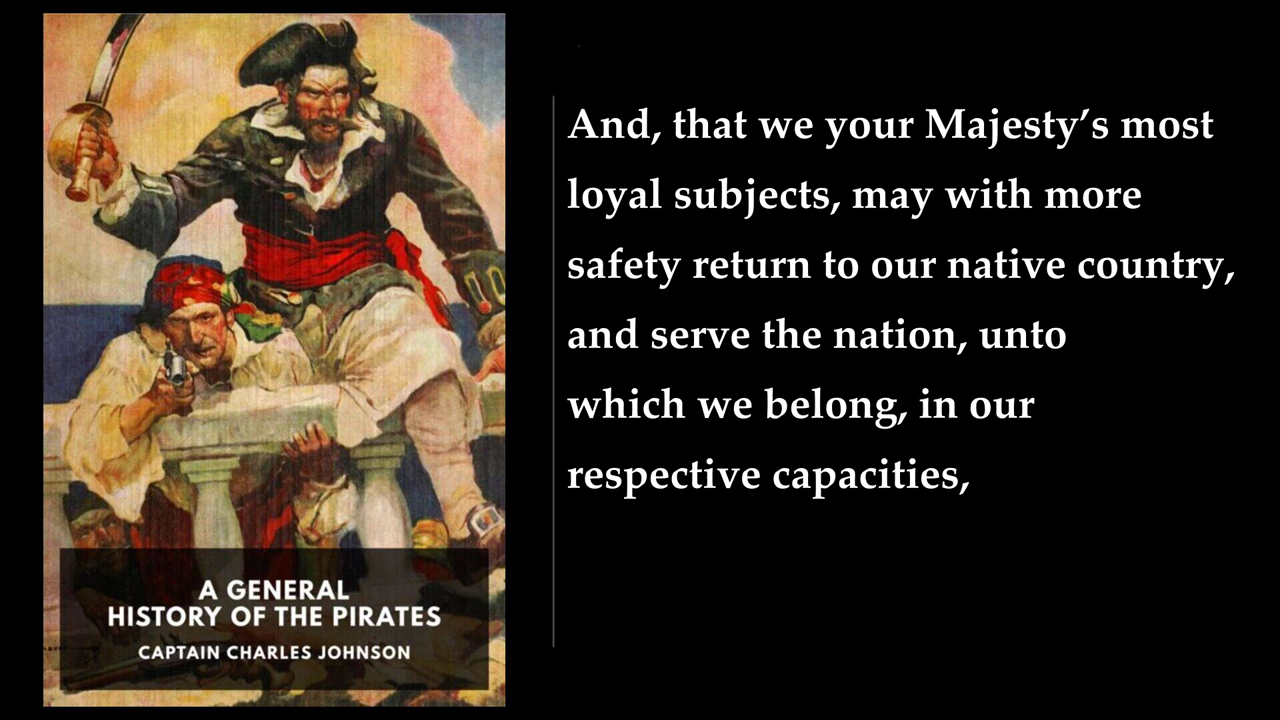 A GENERAL
HISTORY OF THE PIRATES
CAPTAIN CHARLES JOHNSON
And, that we your Majesty’s most
loyal subjects, may with more
safety return to our native country,
and serve the nation, unto
which we belong, in our
respective capacities,